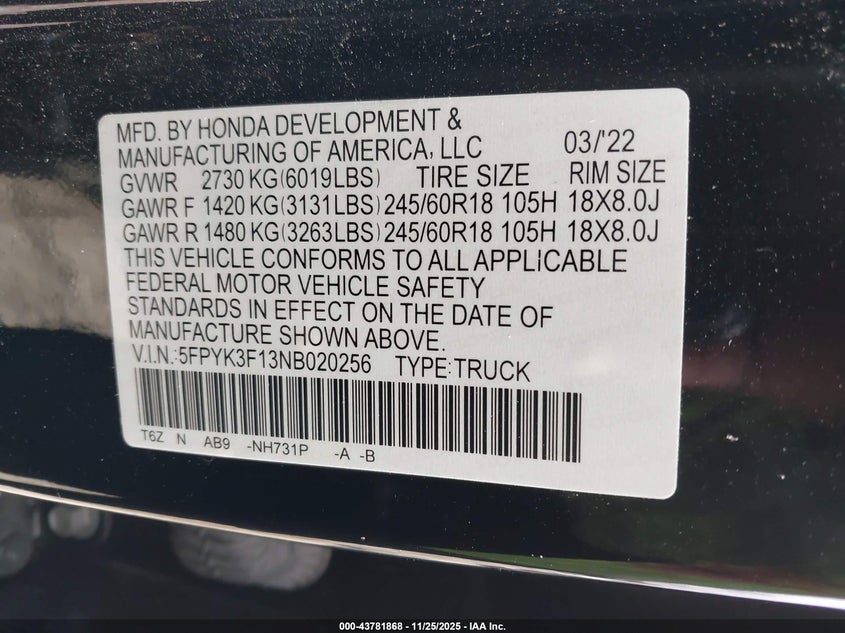 MFD. BY HONDA DEVELOPMENT &
MANUFACTURING OF AMERICA, LLC 03/'22
GVWR 2730 KG(6019LBS) TIRE SIZE RIM SIZE
GAWR F 1420 KG(3131LBS) 245/60R18 105H 18X8.0J
GAWR R 1480 KG(3263LBS) 245/60R18 105H 18X8.0J
THIS VEHICLE CONFORMS TO ALL APPLICABLE
FEDERAL MOTOR VEHICLE SAFETY
STANDARDS IN EFFECT ON THE DATE OF
MANUFACTURE SHOWN ABOVE.
V.I.N.:5FPYK3F13NB020256 TYPE:TRUCK
T6Z N AB9 -NH731P -A -B
000-43781868 - 11/25/2025 - IAA Inc.